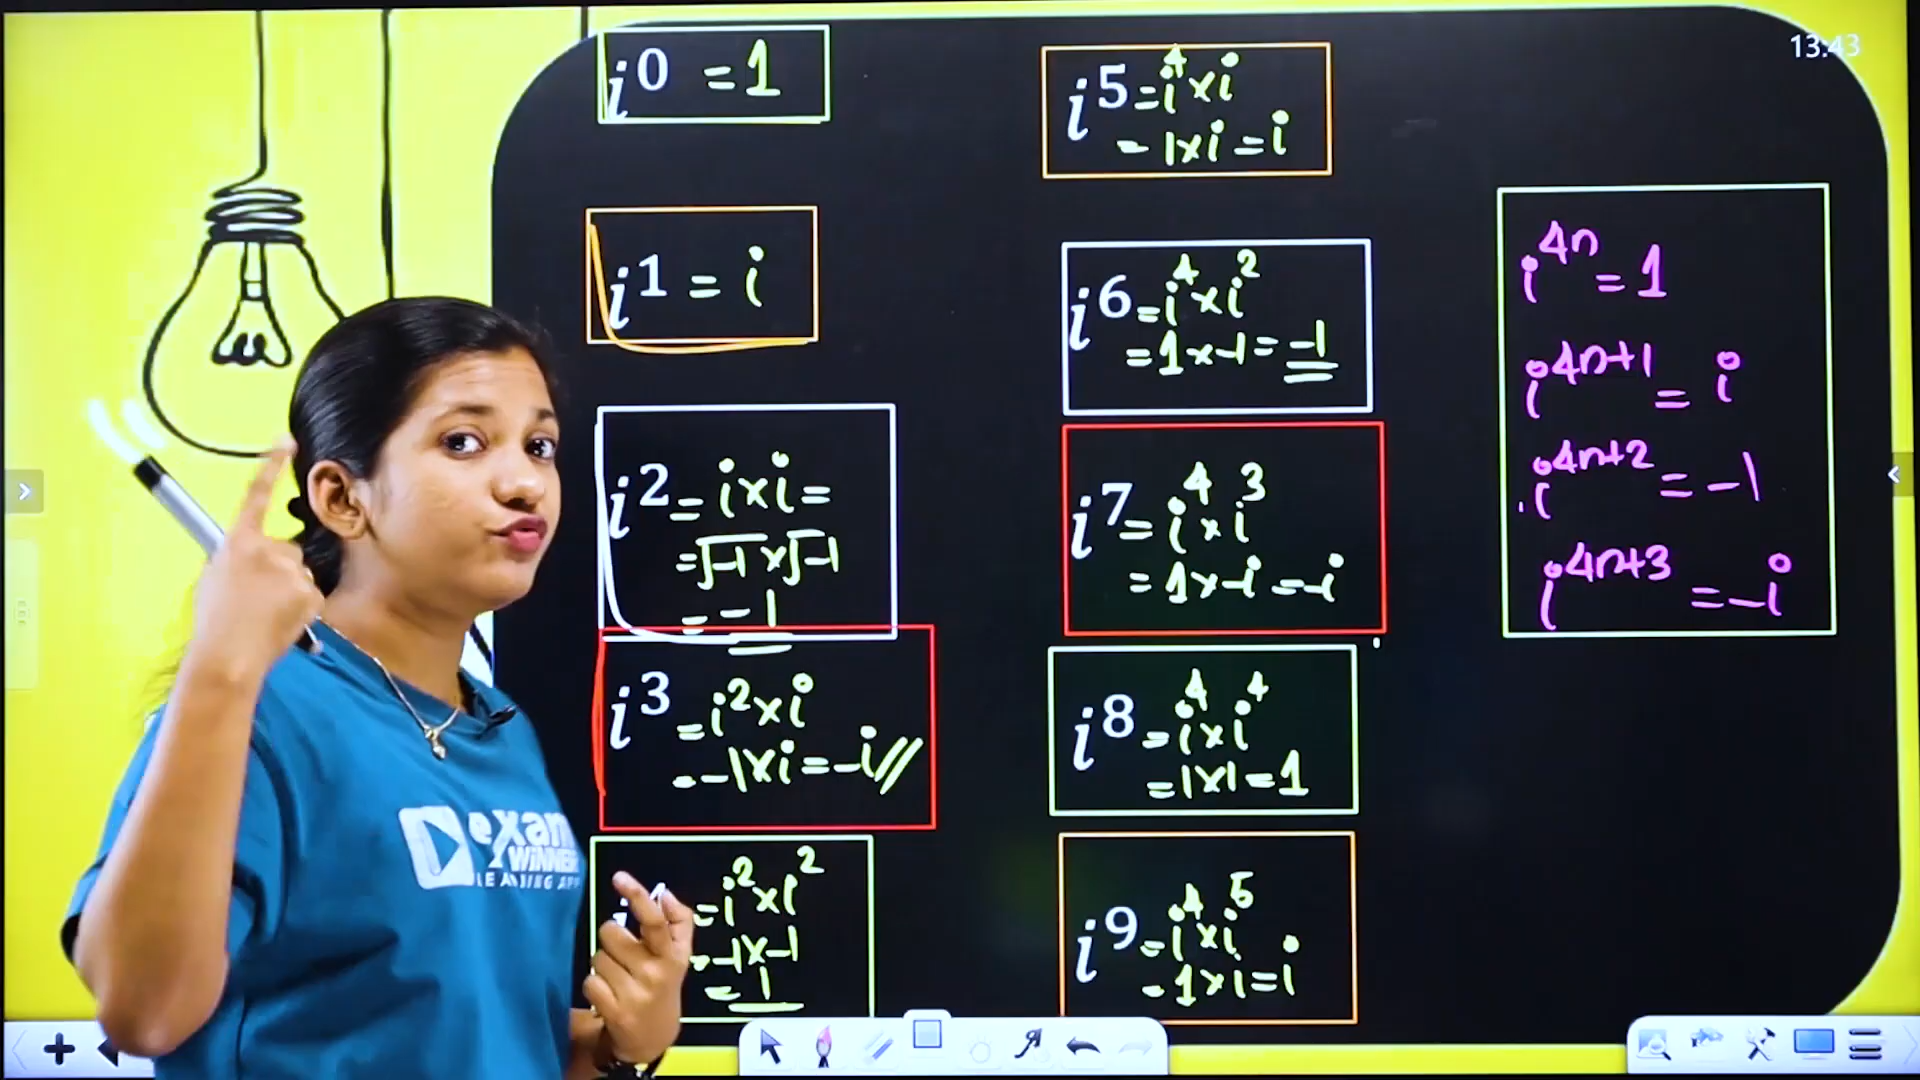 i⁰ = 1
i¹ = i
i² = i×i =
= √-1 × √-1
= -1
i³ = i² × i
= -1×i = -i //
= i² × i²
= -1 × -1
= 1
i⁵ = i⁴ × i
= 1×i = i
i⁶ = i⁴ × i²
= 1 × -1 = -1
i⁷ = i⁴ × i³
= 1 × -i = -i
i⁸ = i⁴ × i⁴
= 1×1 = 1
i⁹ = i⁴ × i⁵
= 1 × i = i
13:43
i⁴ⁿ = 1
i⁴ⁿ⁺¹ = i
i⁴ⁿ⁺² = -1
i⁴ⁿ⁺³ = -i
exam
WINNER
LEARNING APP